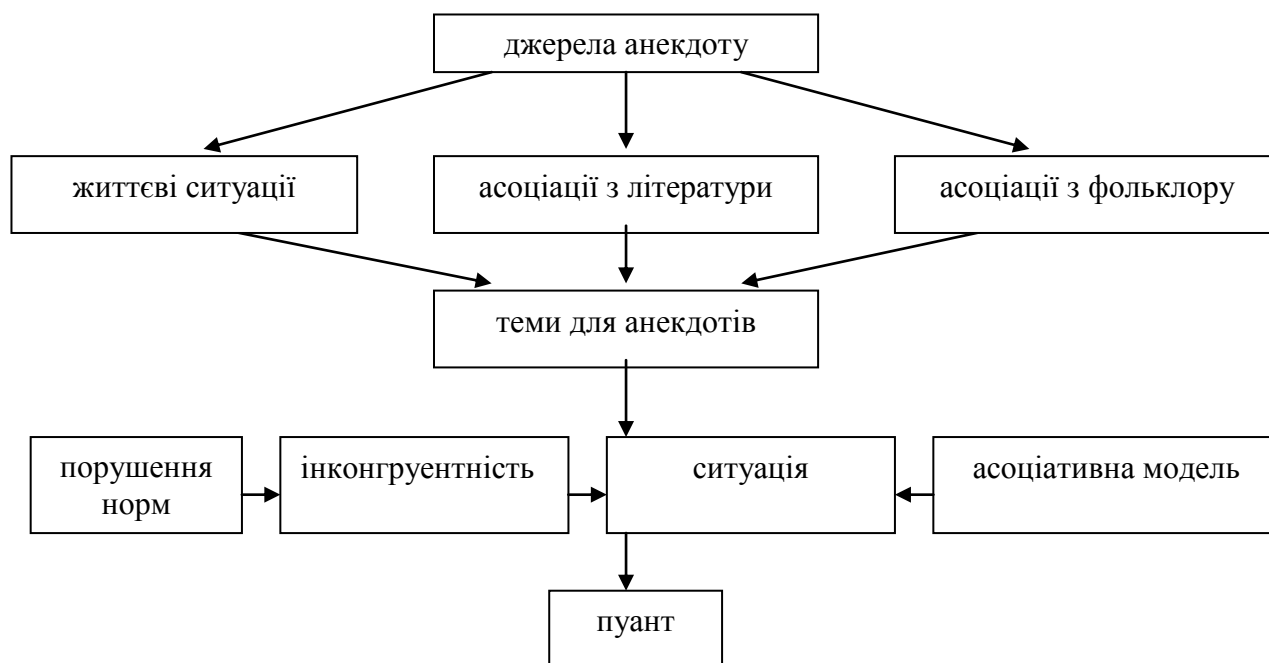 джерела анекдоту
життєві ситуації
асоціації з літератури
асоціації з фольклору
теми для анекдотів
порушення
норм
інконгруентність
ситуація
асоціативна модель
пуант